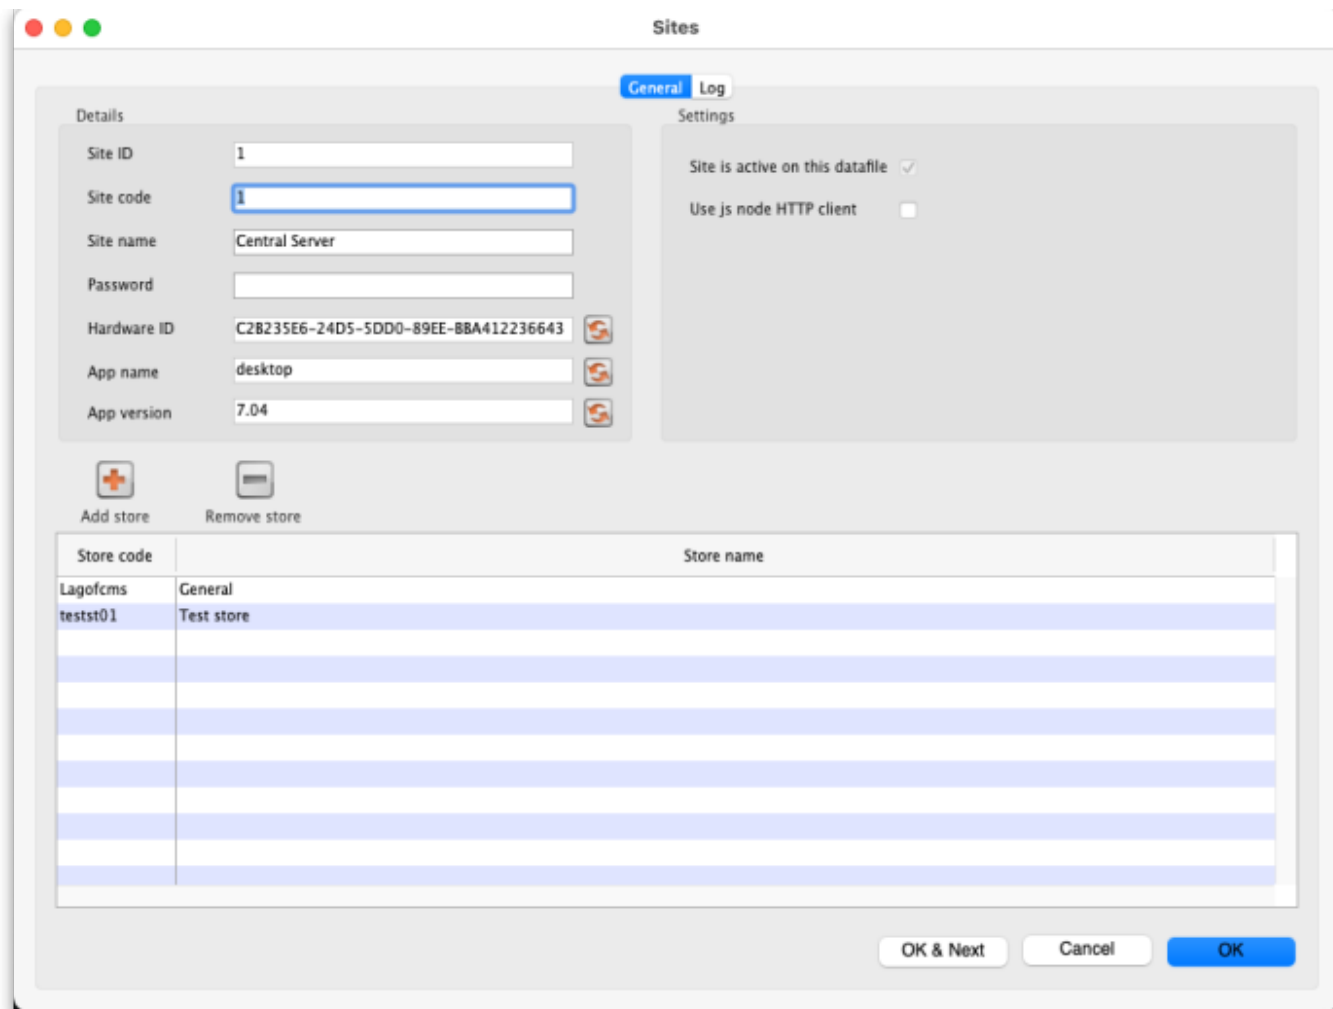 Sites
General Log
Details
Site ID 1
Site code 1
Site name Central Server
Password
Hardware ID C2B235E6-24D5-5DD0-89EE-BBA412236643
App name desktop
App version 7.04
Settings
Site is active on this datafile
Use js node HTTP client
Add store Remove store
Store code Store name
Lagofcms General
testst01 Test store
OK & Next Cancel OK